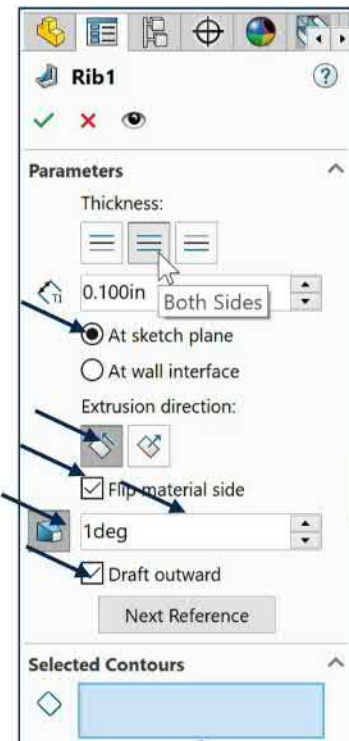 Rib1
?
Parameters
Thickness:
T1
0.100in
Both Sides
At sketch plane
At wall interface
Extrusion direction:
Flip material side
1deg
Draft outward
Next Reference
Selected Contours